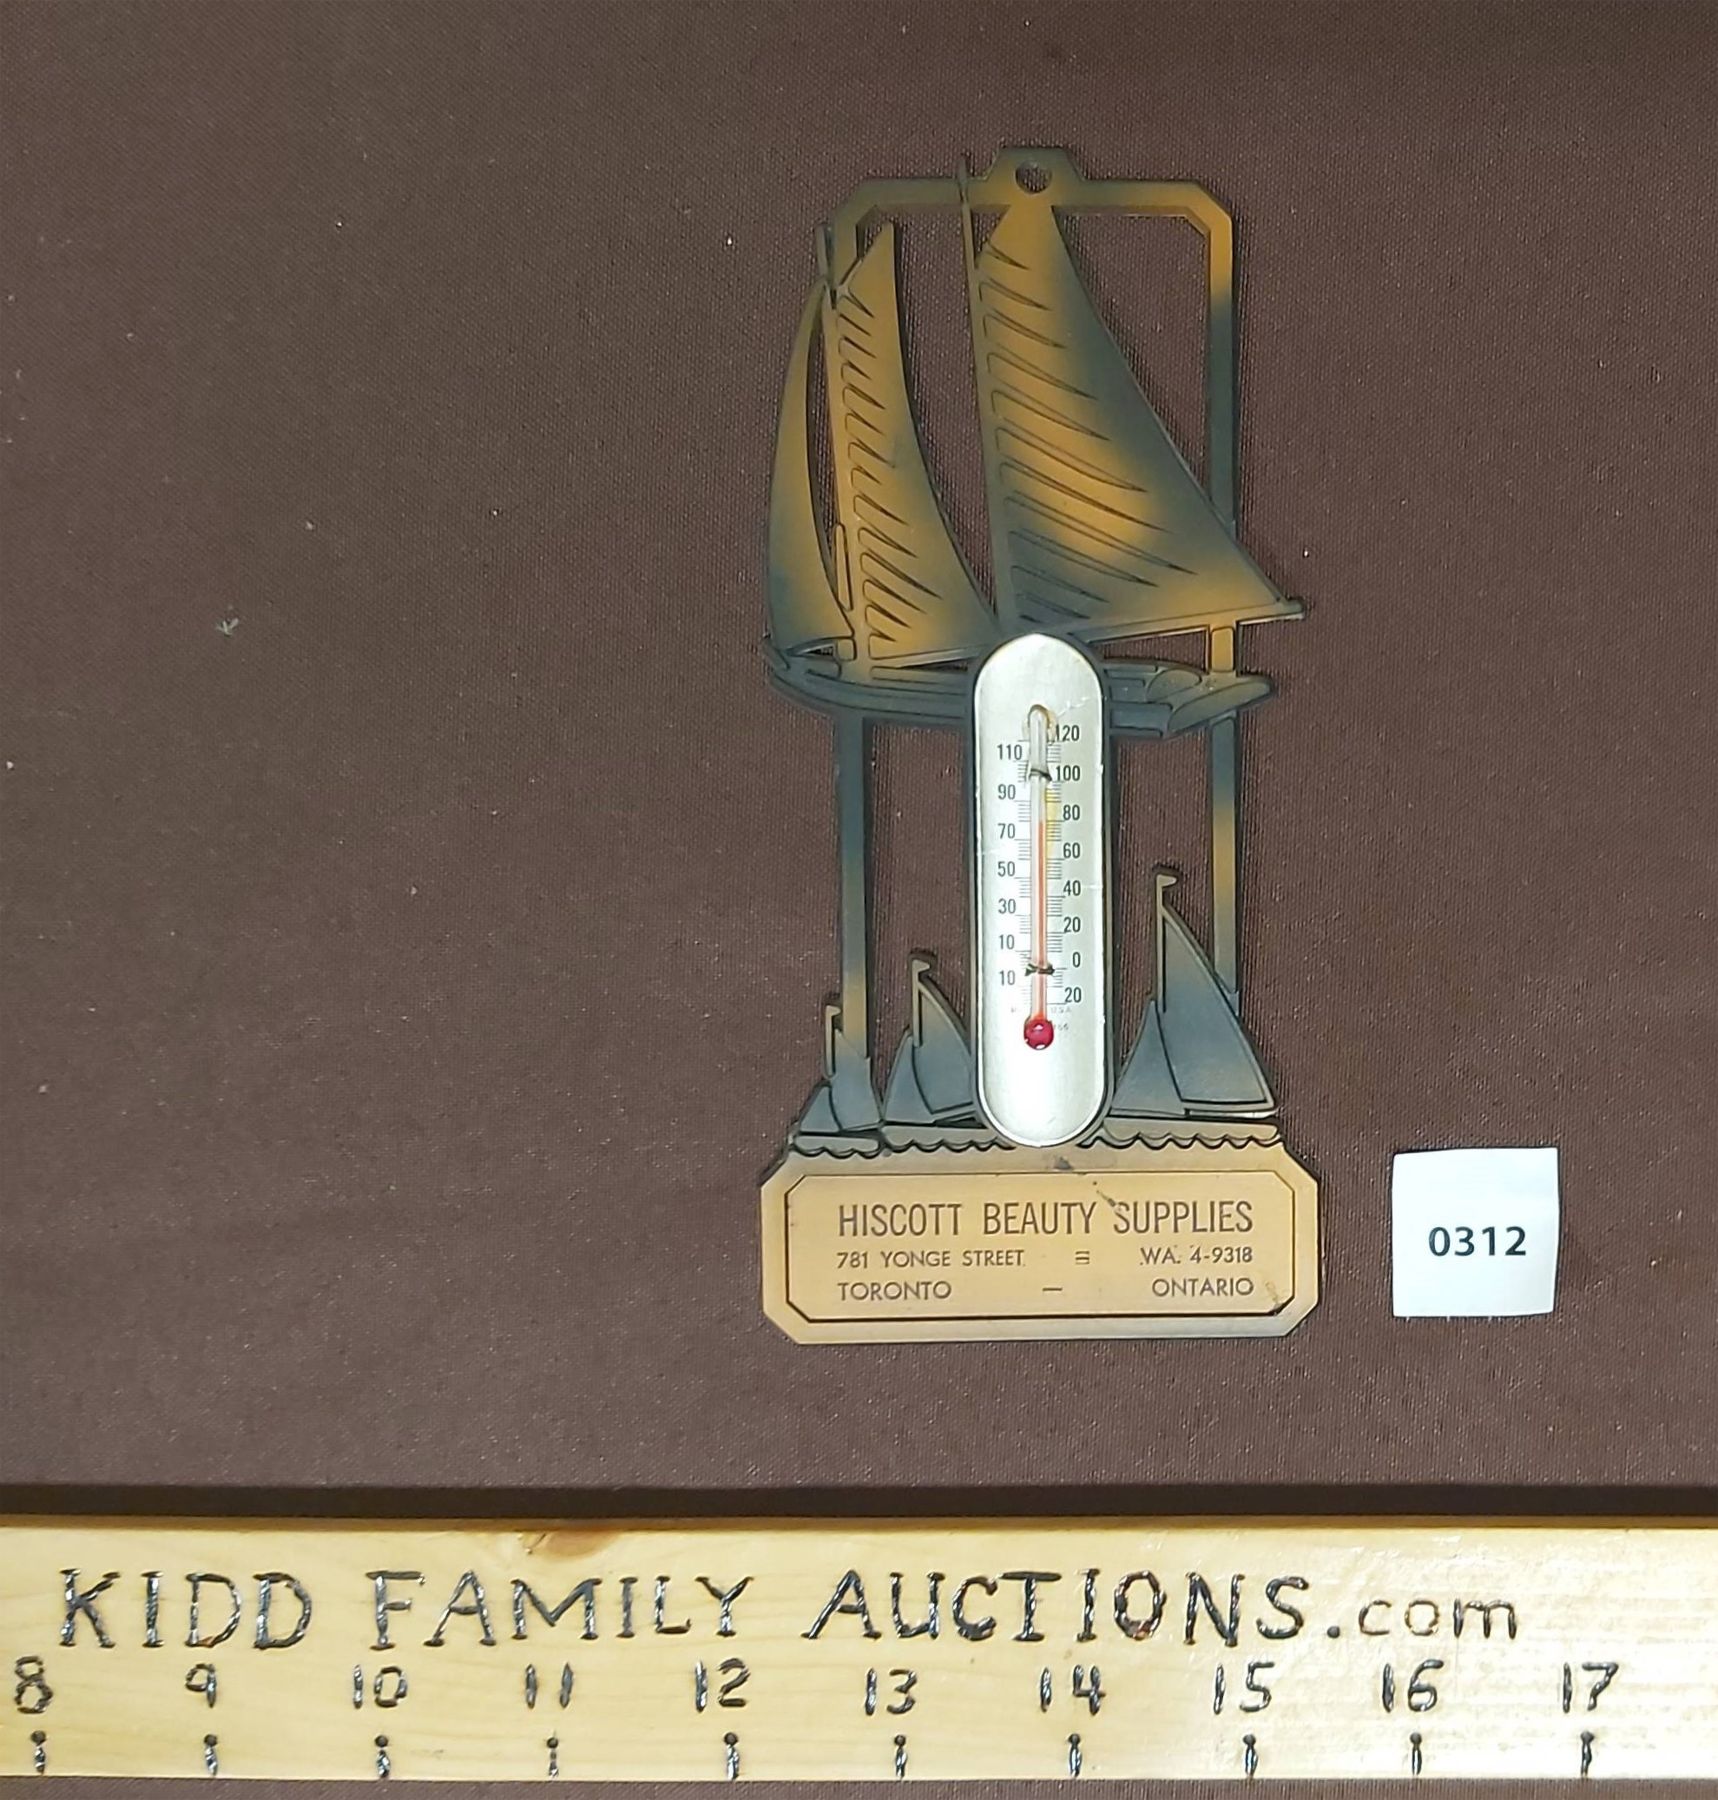 120
110
100
90
80
70
60
50
40
30
20
10
0
10
20
U.S.A.
HISCOTT BEAUTY SUPPLIES
781 YONGE STREET = WA. 4-9318
TORONTO — ONTARIO
0312
KIDD FAMILY AUCTIONS.com
8 9 10 11 12 13 14 15 16 17